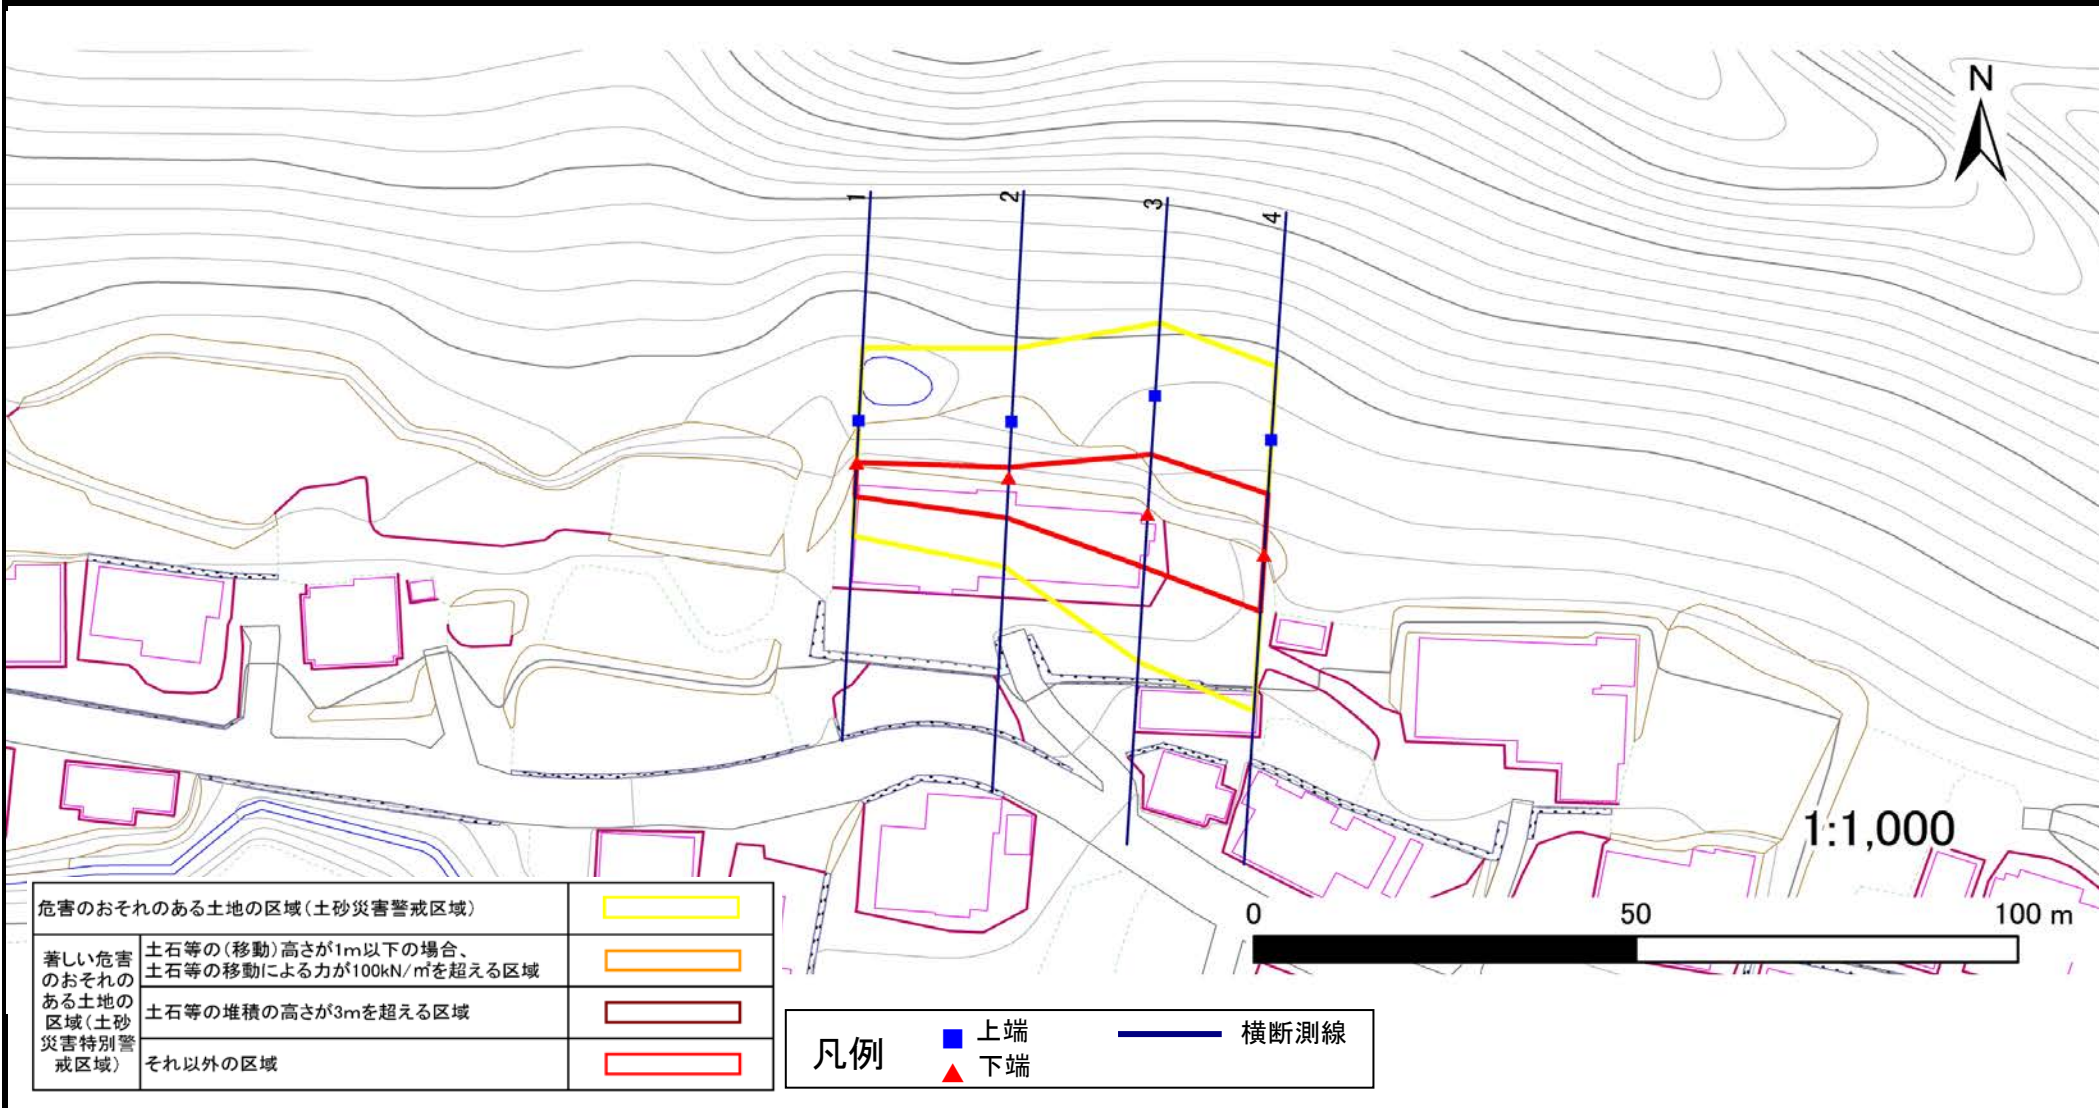 N
1
2
3
4
1:1,000
0 50 100 m
危害のおそれのある土地の区域(土砂災害警戒区域)
著しい危害
のおそれの
ある土地の
区域(土砂
災害特別警
戒区域)
土石等の(移動)高さが1m以下の場合、
土石等の移動による力が100kN/㎡を超える区域
土石等の堆積の高さが3mを超える区域
それ以外の区域
凡例
上端
下端
横断測線